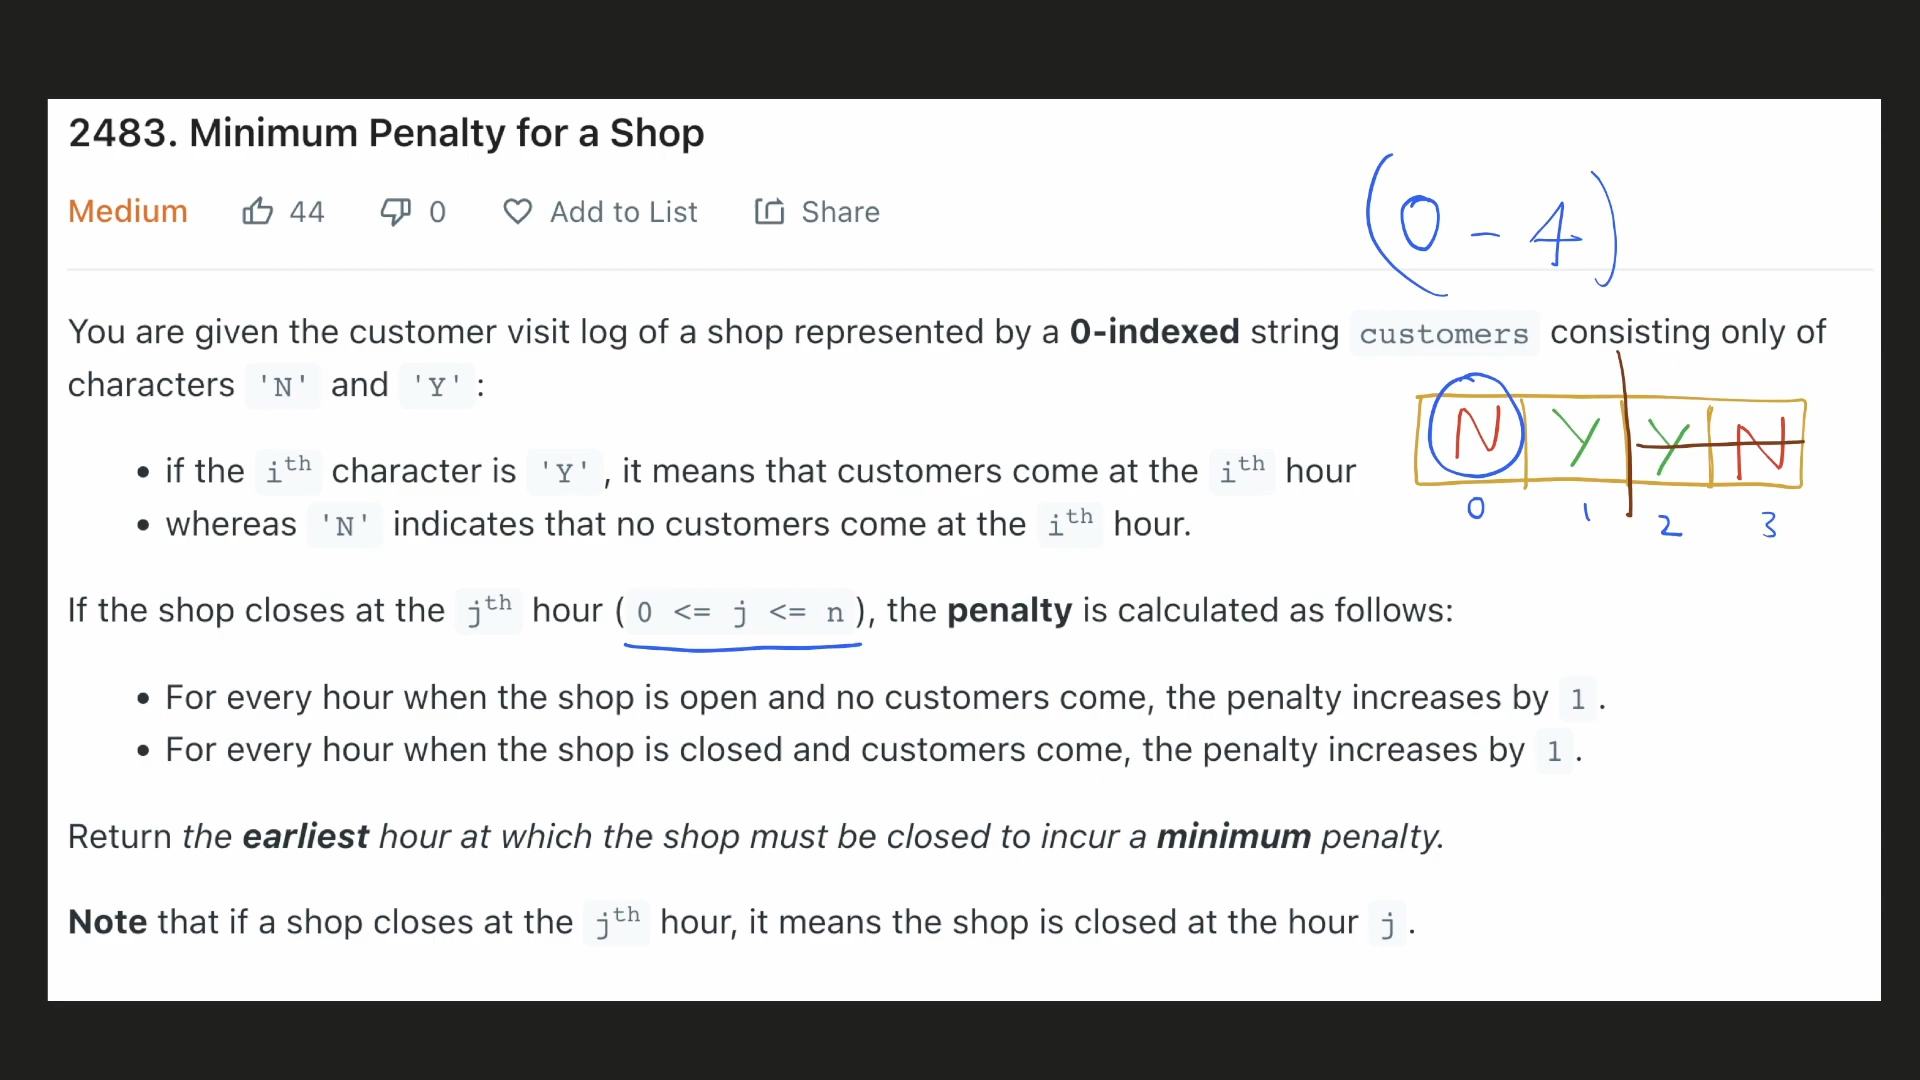 2483. Minimum Penalty for a Shop
Medium 44 0 Add to List Share
(0 - 4)
You are given the customer visit log of a shop represented by a 0-indexed string customers consisting only of
characters 'N' and 'Y':
N Y Y N
0 1 2 3
• if the ith character is 'Y', it means that customers come at the ith hour
• whereas 'N' indicates that no customers come at the ith hour.
If the shop closes at the jth hour (0 <= j <= n), the penalty is calculated as follows:
• For every hour when the shop is open and no customers come, the penalty increases by 1.
• For every hour when the shop is closed and customers come, the penalty increases by 1.
Return the earliest hour at which the shop must be closed to incur a minimum penalty.
Note that if a shop closes at the jth hour, it means the shop is closed at the hour j.